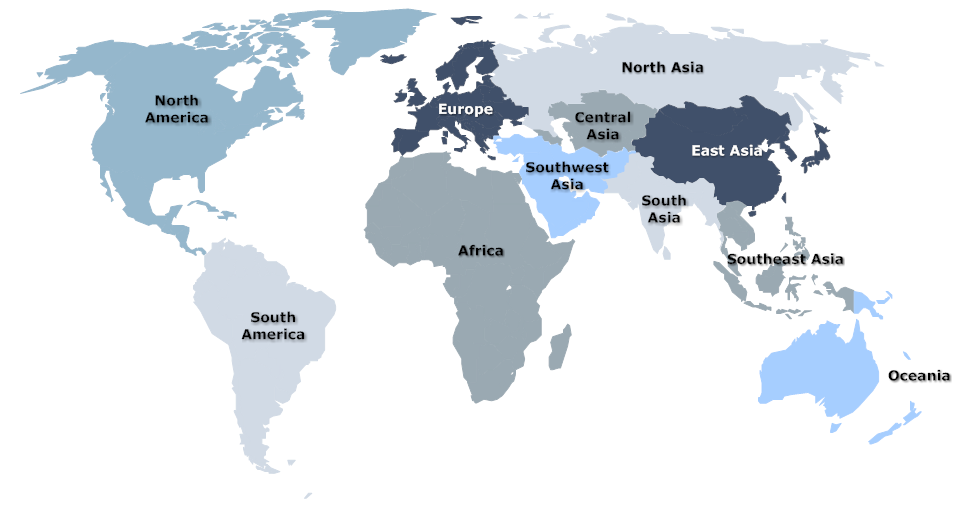 North Asia
North
America
Europe
Central
Asia
East Asia
Southwest
Asia
South
Asia
Africa
Southeast Asia
South
America
Oceania